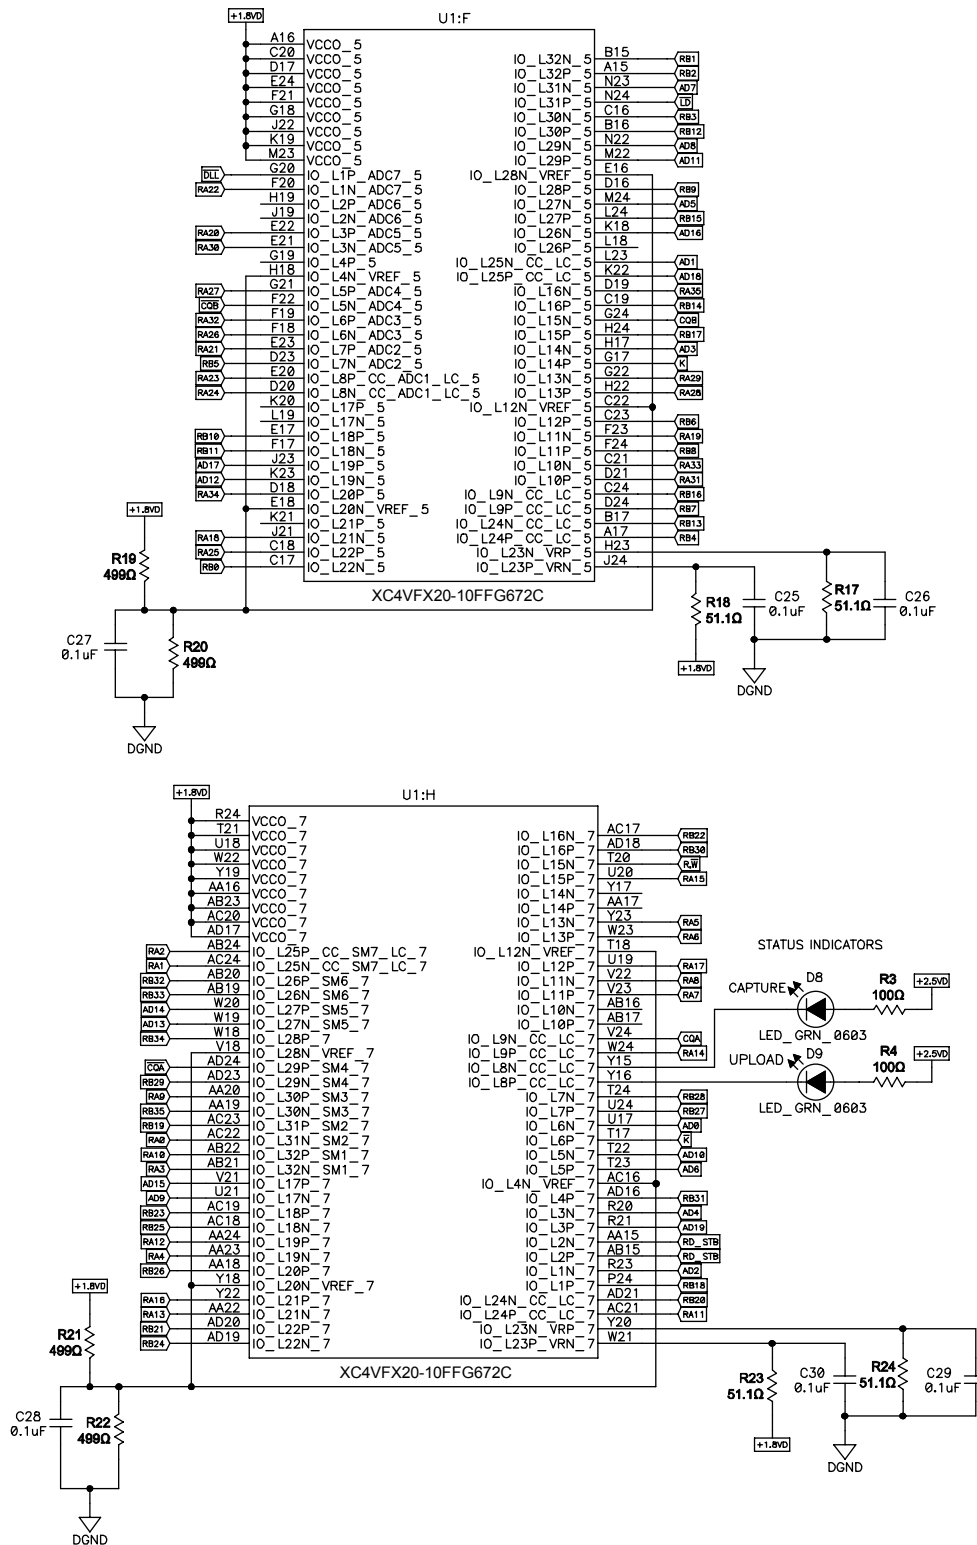 +1.8VD
U1:F
A16 VCCO_5
C20 VCCO_5
D17 VCCO_5
E24 VCCO_5
F21 VCCO_5
G18 VCCO_5
J22 VCCO_5
K19 VCCO_5
M23 VCCO_5
DLL G20 IO_L1P_ADC7_5
RA22 F20 IO_L1N_ADC7_5
H19 IO_L2P_ADC6_5
J19 IO_L2N_ADC6_5
RA20 E22 IO_L3P_ADC5_5
RA30 E21 IO_L3N_ADC5_5
G19 IO_L4P_5
H18 IO_L4N_VREF_5
RA27 G21 IO_L5P_ADC4_5
CQB F22 IO_L5N_ADC4_5
RA32 F19 IO_L6P_ADC3_5
RA26 F18 IO_L6N_ADC3_5
RA21 E23 IO_L7P_ADC2_5
RB5 D23 IO_L7N_ADC2_5
RA23 E20 IO_L8P_CC_ADC1_LC_5
RA24 D20 IO_L8N_CC_ADC1_LC_5
K20 IO_L17P_5
L19 IO_L17N_5
RB10 E17 IO_L18P_5
RB11 F17 IO_L18N_5
AD17 J23 IO_L19P_5
AD12 K23 IO_L19N_5
RA34 D18 IO_L20P_5
E18 IO_L20N_VREF_5
K21 IO_L21P_5
RA18 J21 IO_L21N_5
RA25 C18 IO_L22P_5
RB0 C17 IO_L22N_5
IO_L32N_5 B15 RB1
IO_L32P_5 A15 RB2
IO_L31N_5 N23 AD7
IO_L31P_5 N24 LD
IO_L30N_5 C16 RB3
IO_L30P_5 B16 RB12
IO_L29N_5 N22 AD8
IO_L29P_5 M22 AD11
IO_L28N_VREF_5 E16
IO_L28P_5 D16 RB9
IO_L27N_5 M24 AD5
IO_L27P_5 L24 RB15
IO_L26N_5 K18 AD16
IO_L26P_5 L18
IO_L25N_CC_LC_5 L23 AD1
IO_L25P_CC_LC_5 K22 AD18
IO_L16N_5 D19 RA35
IO_L16P_5 C19 RB14
IO_L15N_5 G24 CQB
IO_L15P_5 H24 RB17
IO_L14N_5 H17 AD3
IO_L14P_5 G17 K
IO_L13N_5 G22 RA29
IO_L13P_5 H22 RA28
IO_L12N_VREF_5 C22
IO_L12P_5 C23 RB6
IO_L11N_5 F23 RA19
IO_L11P_5 F24 RB8
IO_L10N_5 C21 RA33
IO_L10P_5 D21 RA31
IO_L9N_CC_LC_5 C24 RB16
IO_L9P_CC_LC_5 D24 RB7
IO_L24N_CC_LC_5 B17 RB13
IO_L24P_CC_LC_5 A17 RB4
IO_L23N_VRP_5 H23
IO_L23P_VRN_5 J24
XC4VFX20-10FFG672C
+1.8VD
R19
499Ω
C27
0.1uF
R20
499Ω
DGND
R18
51.1Ω
C25
0.1uF
R17
51.1Ω
C26
0.1uF
+1.8VD
DGND
+1.8VD
U1:H
R24 VCCO_7
T21 VCCO_7
U18 VCCO_7
W22 VCCO_7
Y19 VCCO_7
AA16 VCCO_7
AB23 VCCO_7
AC20 VCCO_7
AD17 VCCO_7
RA2 AB24 IO_L25P_CC_SM7_LC_7
RA1 AC24 IO_L25N_CC_SM7_LC_7
RB32 AB20 IO_L26P_SM6_7
RB33 AB19 IO_L26N_SM6_7
AD14 W20 IO_L27P_SM5_7
AD13 W19 IO_L27N_SM5_7
RB34 W18 IO_L28P_7
V18 IO_L28N_VREF_7
CQA AD24 IO_L29P_SM4_7
RB29 AD23 IO_L29N_SM4_7
RA9 AA20 IO_L30P_SM3_7
RB35 AA19 IO_L30N_SM3_7
RB19 AC23 IO_L31P_SM2_7
RA0 AC22 IO_L31N_SM2_7
RA10 AB22 IO_L32P_SM1_7
RA3 AB21 IO_L32N_SM1_7
AD15 V21 IO_L17P_7
AD9 U21 IO_L17N_7
RB23 AC19 IO_L18P_7
RB25 AC18 IO_L18N_7
RA12 AA24 IO_L19P_7
RA4 AA23 IO_L19N_7
RB26 AA18 IO_L20P_7
Y18 IO_L20N_VREF_7
RA16 Y22 IO_L21P_7
RA13 AA22 IO_L21N_7
RB21 AD20 IO_L22P_7
RB24 AD19 IO_L22N_7
IO_L16N_7 AC17 RB22
IO_L16P_7 AD18 RB30
IO_L15N_7 T20 R_W
IO_L15P_7 U20 RA15
IO_L14N_7 Y17
IO_L14P_7 AA17
IO_L13N_7 Y23 RA5
IO_L13P_7 W23 RA6
IO_L12N_VREF_7 T18
IO_L12P_7 U19 RA17
IO_L11N_7 V22 RA8
IO_L11P_7 V23 RA7
IO_L10N_7 AB16
IO_L10P_7 AB17
IO_L9N_CC_LC_7 V24 CQA
IO_L9P_CC_LC_7 W24 RA14
IO_L8N_CC_LC_7 Y15
IO_L8P_CC_LC_7 Y16
IO_L7N_7 T24 RB28
IO_L7P_7 U24 RB27
IO_L6N_7 U17 AD0
IO_L6P_7 T17 K
IO_L5N_7 T22 AD10
IO_L5P_7 T23 AD6
IO_L4N_VREF_7 AC16
IO_L4P_7 AD16 RB31
IO_L3N_7 R20 AD4
IO_L3P_7 R21 AD19
IO_L2N_7 AA15 RD_STB
IO_L2P_7 AB15 RD_STB
IO_L1N_7 R23 AD2
IO_L1P_7 P24 RB18
IO_L24N_CC_LC_7 AD21 RB20
IO_L24P_CC_LC_7 AC21 RA11
IO_L23N_VRP_7 Y20
IO_L23P_VRN_7 W21
XC4VFX20-10FFG672C
STATUS INDICATORS
CAPTURE
D8
LED_GRN_0603
R3
100Ω
+2.5VD
UPLOAD
D9
LED_GRN_0603
R4
100Ω
+2.5VD
+1.8VD
R21
499Ω
C28
0.1uF
R22
499Ω
DGND
R23
51.1Ω
C30
0.1uF
R24
51.1Ω
C29
0.1uF
+1.8VD
DGND